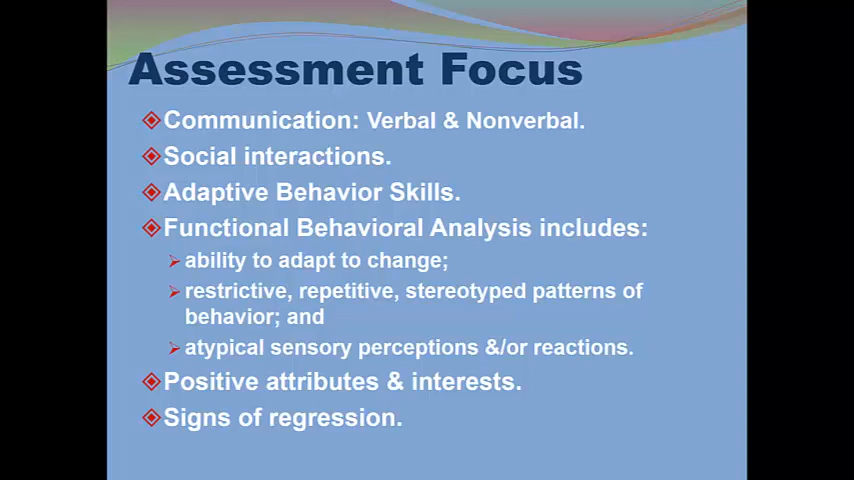 Assessment Focus
Communication: Verbal & Nonverbal.
Social interactions.
Adaptive Behavior Skills.
Functional Behavioral Analysis includes:
ability to adapt to change;
restrictive, repetitive, stereotyped patterns of
behavior; and
atypical sensory perceptions &/or reactions.
Positive attributes & interests.
Signs of regression.